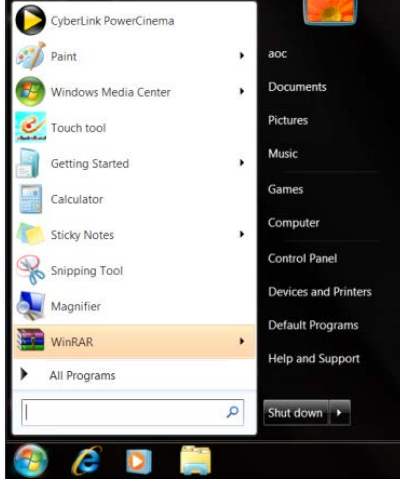 CyberLink PowerCinema
Paint
Windows Media Center
Touch tool
Getting Started
Calculator
Sticky Notes
Snipping Tool
Magnifier
WinRAR
All Programs
aoc
Documents
Pictures
Music
Games
Computer
Control Panel
Devices and Printers
Default Programs
Help and Support
Shut down